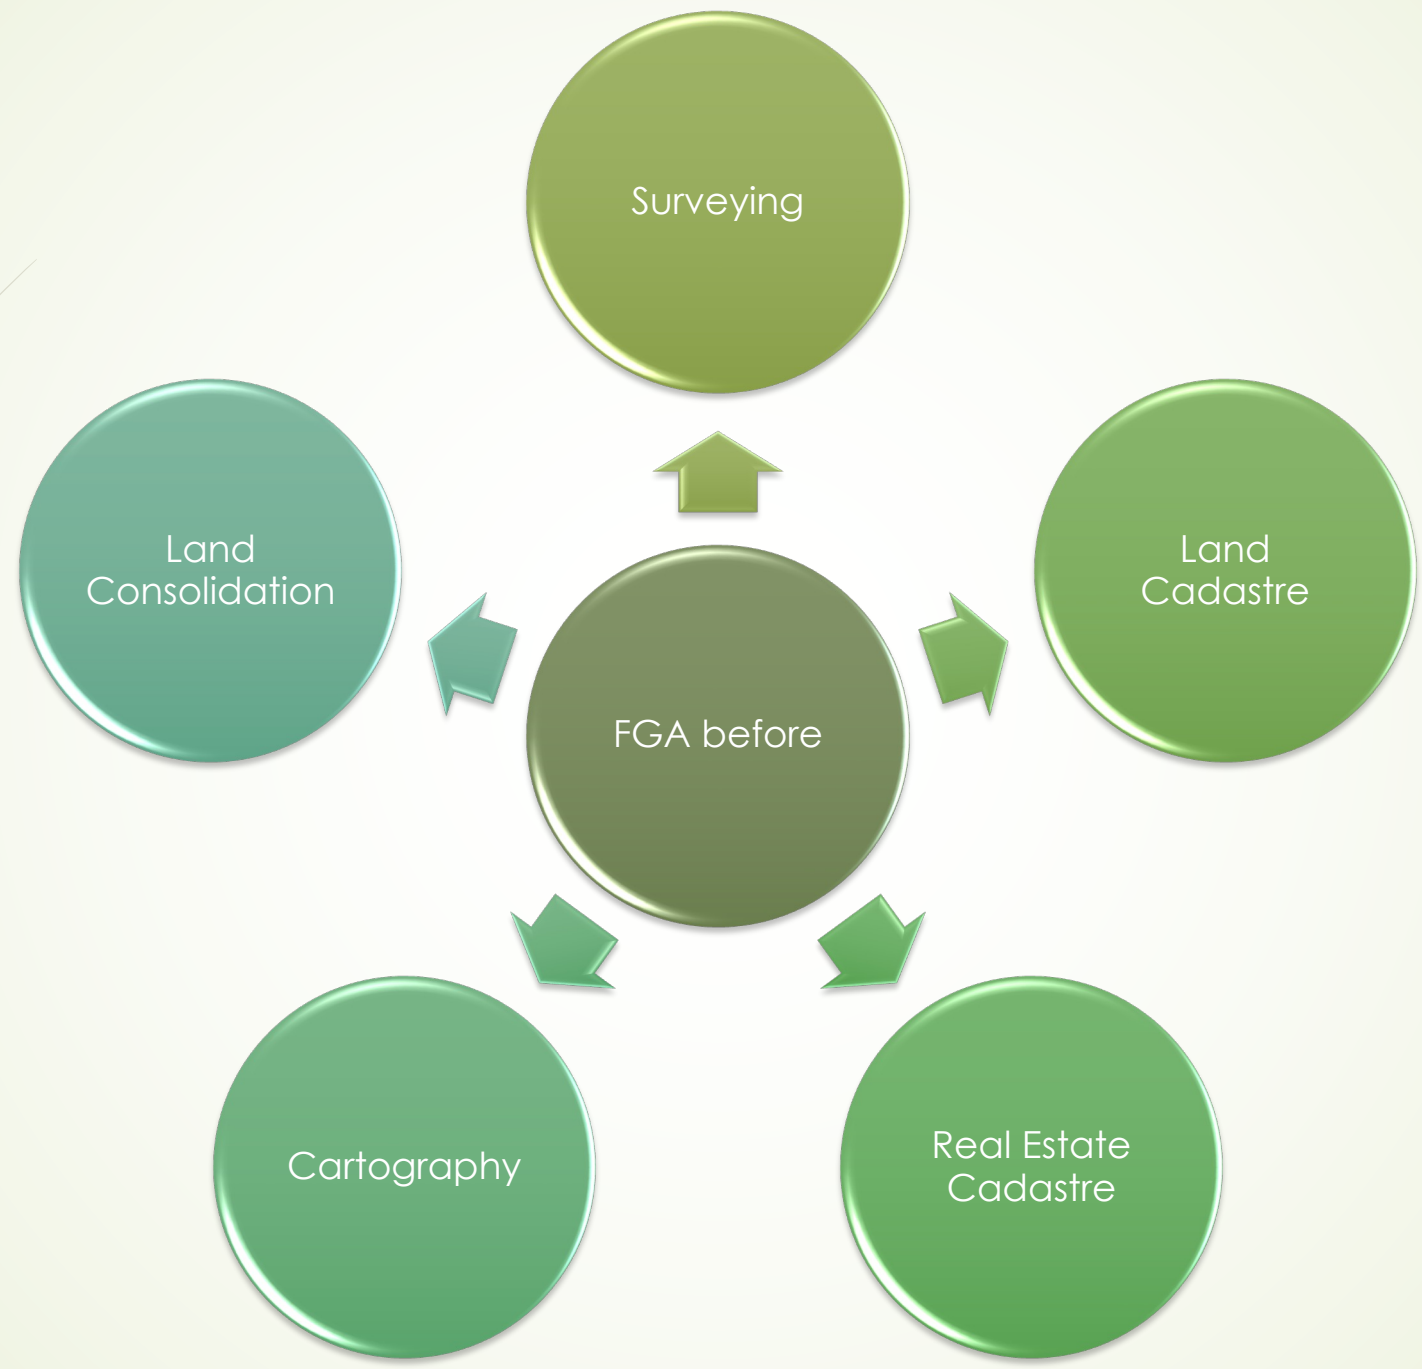 Surveying
Land
Consolidation
Land
Cadastre
FGA before
Cartography
Real Estate
Cadastre